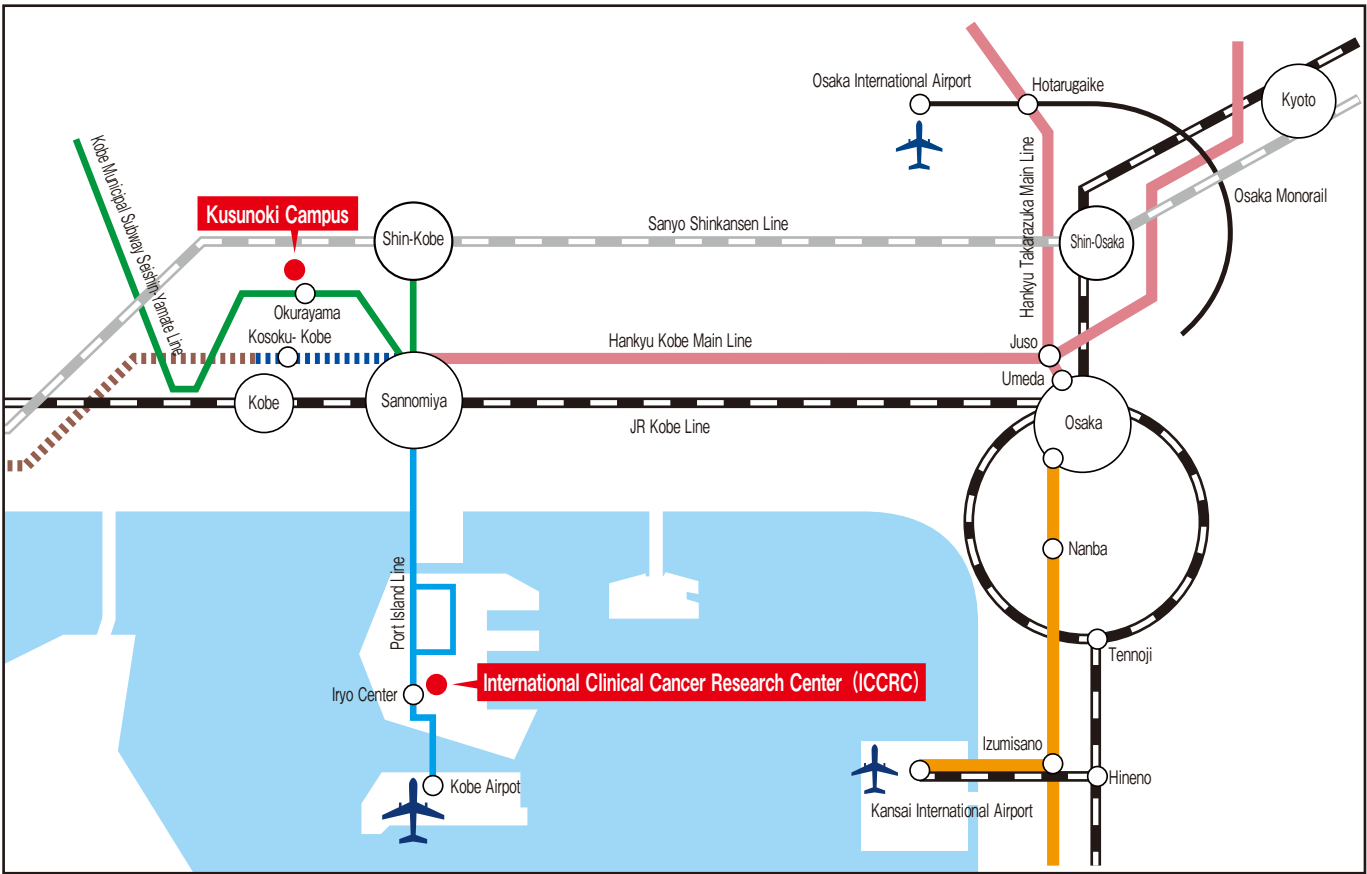 Osaka International Airport
Hotarugaike
Kyoto
Kobe Municipal Subway Seishin-Yamate Line
Hankyu Takarazuka Main Line
Osaka Monorail
Kusunoki Campus
Shin-Kobe
Sanyo Shinkansen Line
Shin-Osaka
Okurayama
Kosoku- Kobe
Hankyu Kobe Main Line
Juso
Umeda
Kobe
Sannomiya
JR Kobe Line
Osaka
Nanba
Port Island Line
Tennoji
Iryo Center
International Clinical Cancer Research Center (ICCRC)
Izumisano
Hineno
Kobe Airpot
Kansai International Airport